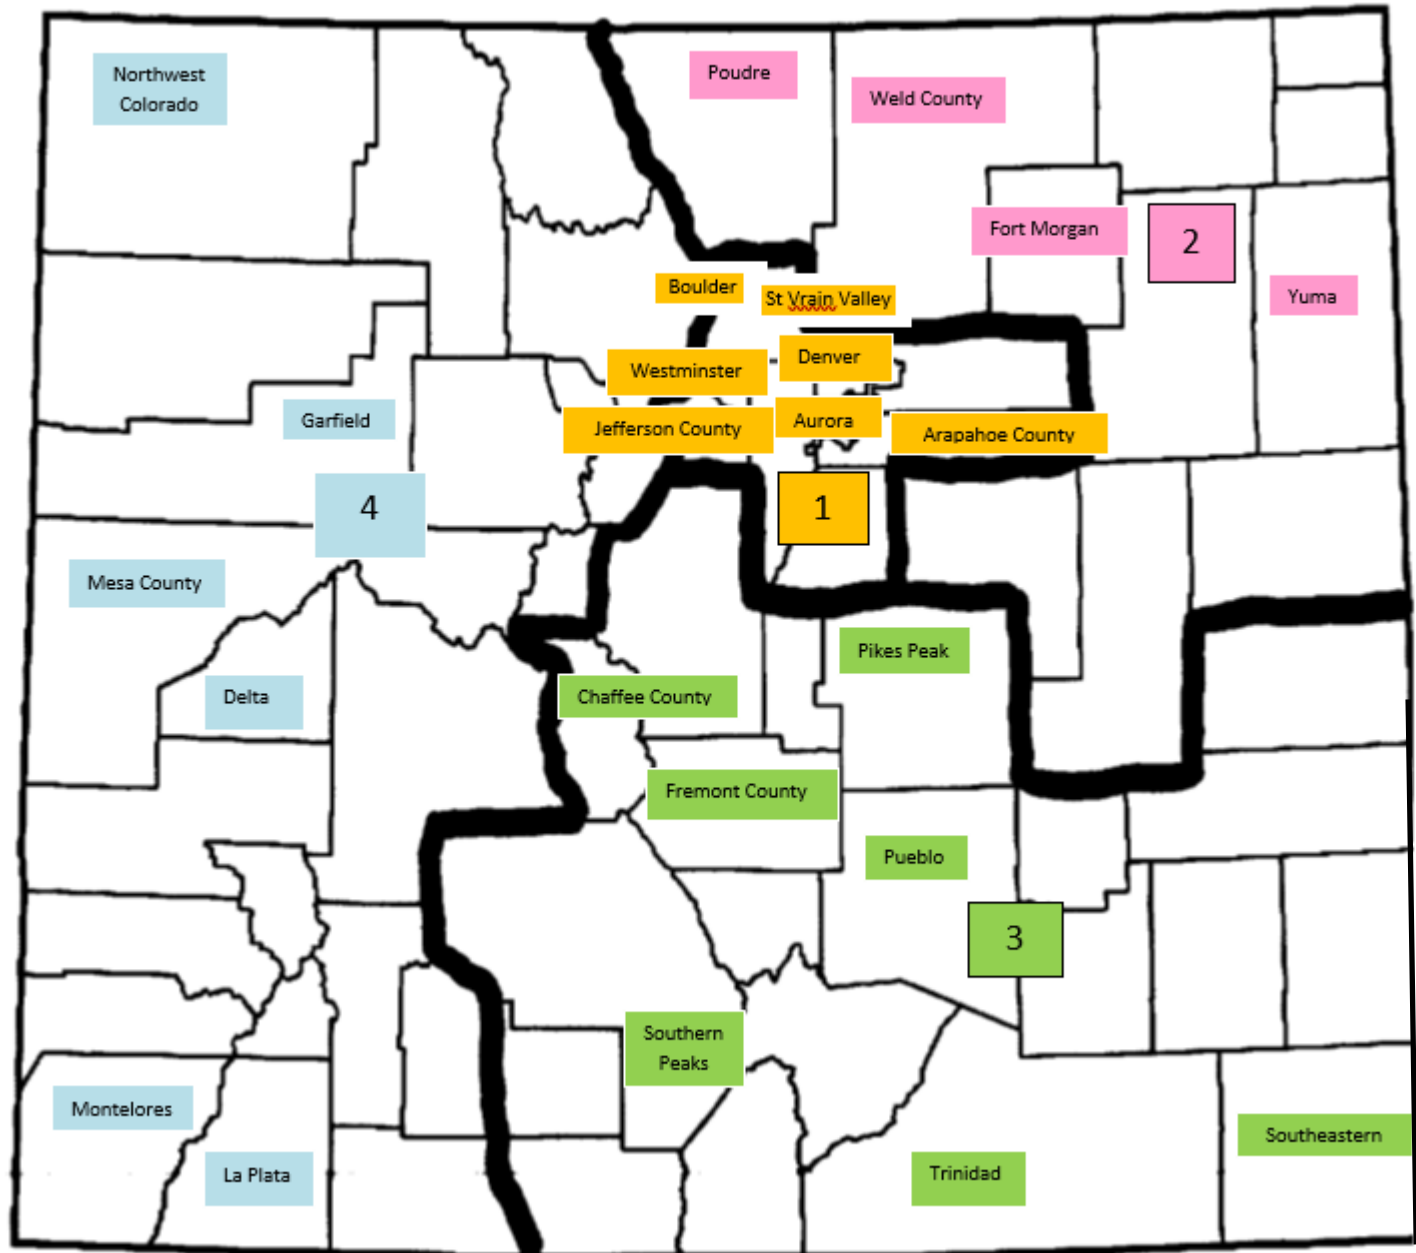 Northwest
Colorado
Poudre
Weld County
Fort Morgan
2
Yuma
Boulder
St Vrain Valley
Westminster
Denver
Garfield
Jefferson County
Aurora
Arapahoe County
4
1
Mesa County
Pikes Peak
Delta
Chaffee County
Fremont County
Pueblo
3
Southern
Peaks
Montelores
Southeastern
La Plata
Trinidad